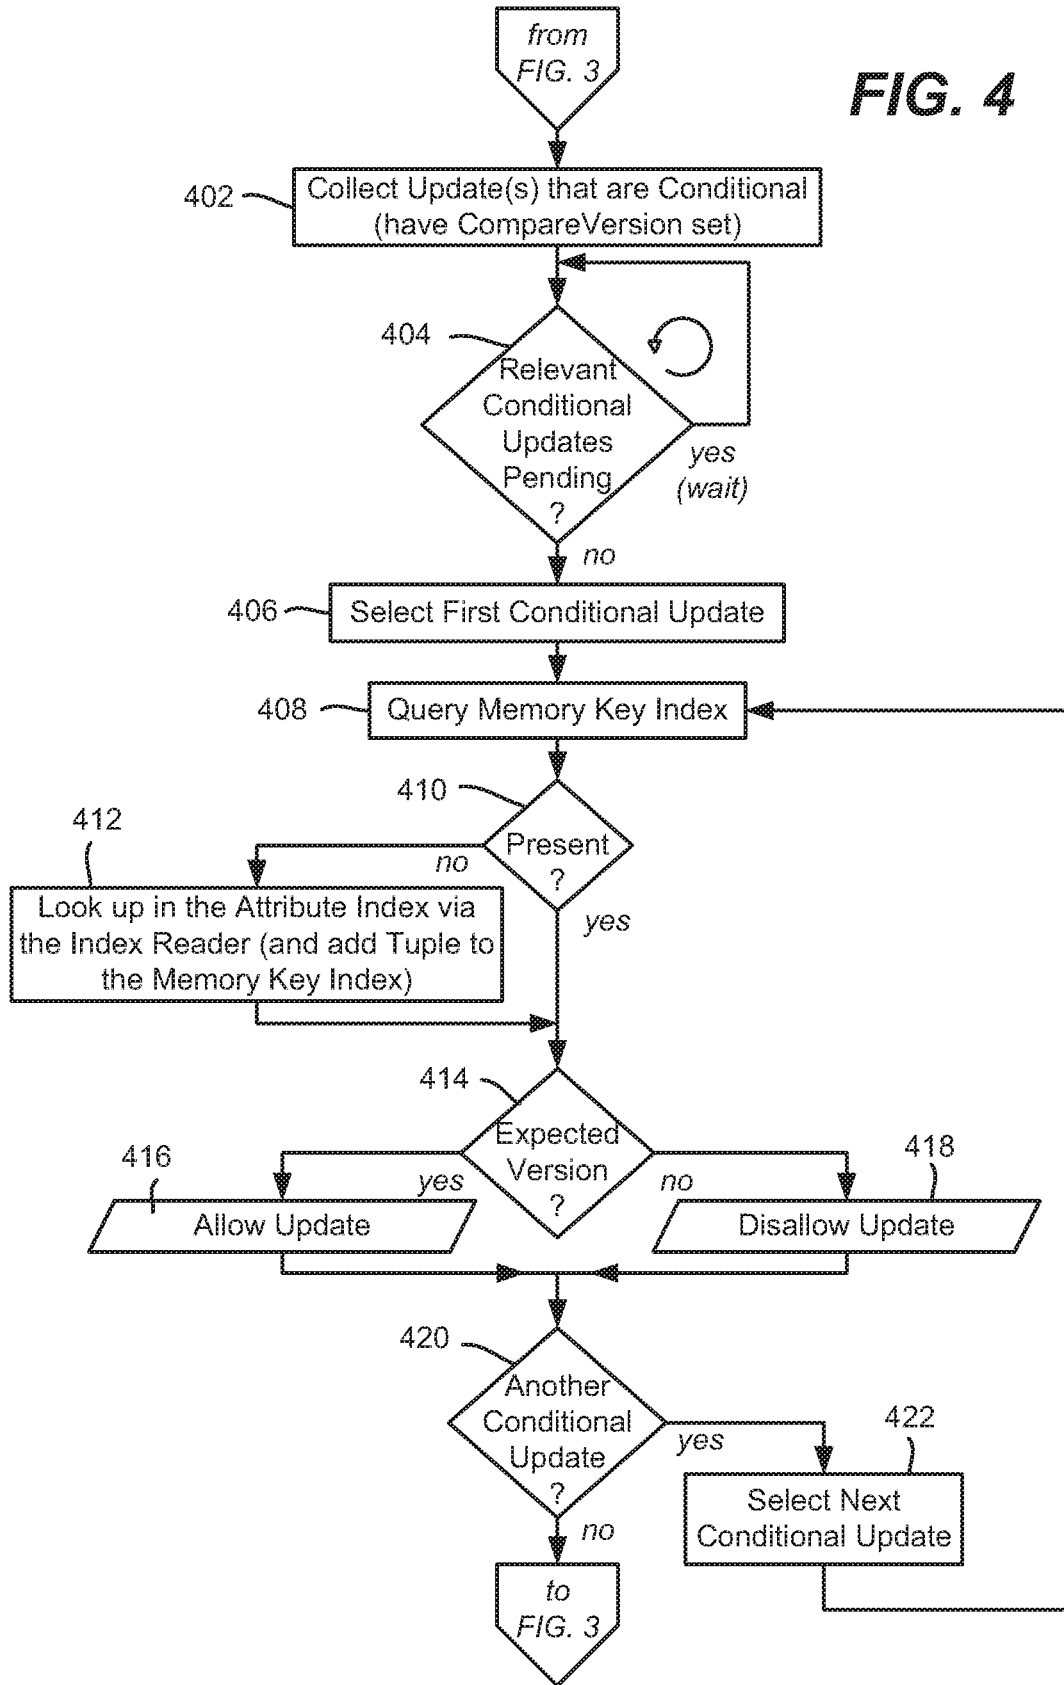 from
FIG. 3
FIG. 4
402
Collect Update(s) that are Conditional
(have CompareVersion set)
404
Relevant
Conditional
Updates
Pending
?
yes
(wait)
no
406
Select First Conditional Update
408
Query Memory Key Index
410
Present
?
no
yes
412
Look up in the Attribute Index via
the Index Reader (and add Tuple to
the Memory Key Index)
414
Expected
Version
?
yes
no
416
Allow Update
418
Disallow Update
420
Another
Conditional
Update
?
yes
no
422
Select Next
Conditional Update
to
FIG. 3